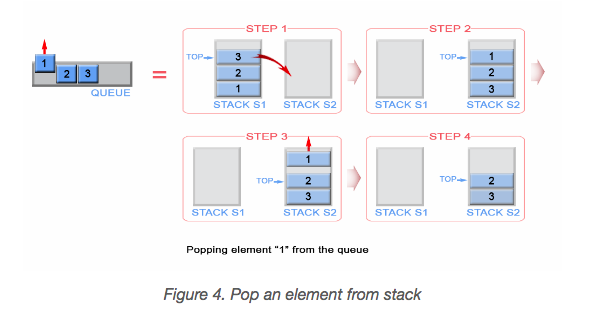 STEP 1
STEP 2
1
2 3
QUEUE
=
TOP
3
2
1
STACK S1
STACK S2
TOP
1
2
3
STACK S1
STACK S2
STEP 3
STEP 4
1
TOP
2
3
STACK S1
STACK S2
TOP
2
3
STACK S1
STACK S2
Popping element “1” from the queue
Figure 4. Pop an element from stack